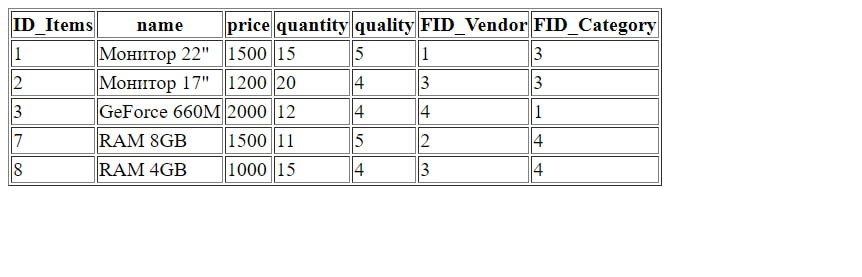 ID_Items name price quantity quality FID_Vendor FID_Category
1 Монитор 22" 1500 15 5 1 3
2 Монитор 17" 1200 20 4 3 3
3 GeForce 660M 2000 12 4 4 1
7 RAM 8GB 1500 11 5 2 4
8 RAM 4GB 1000 15 4 3 4